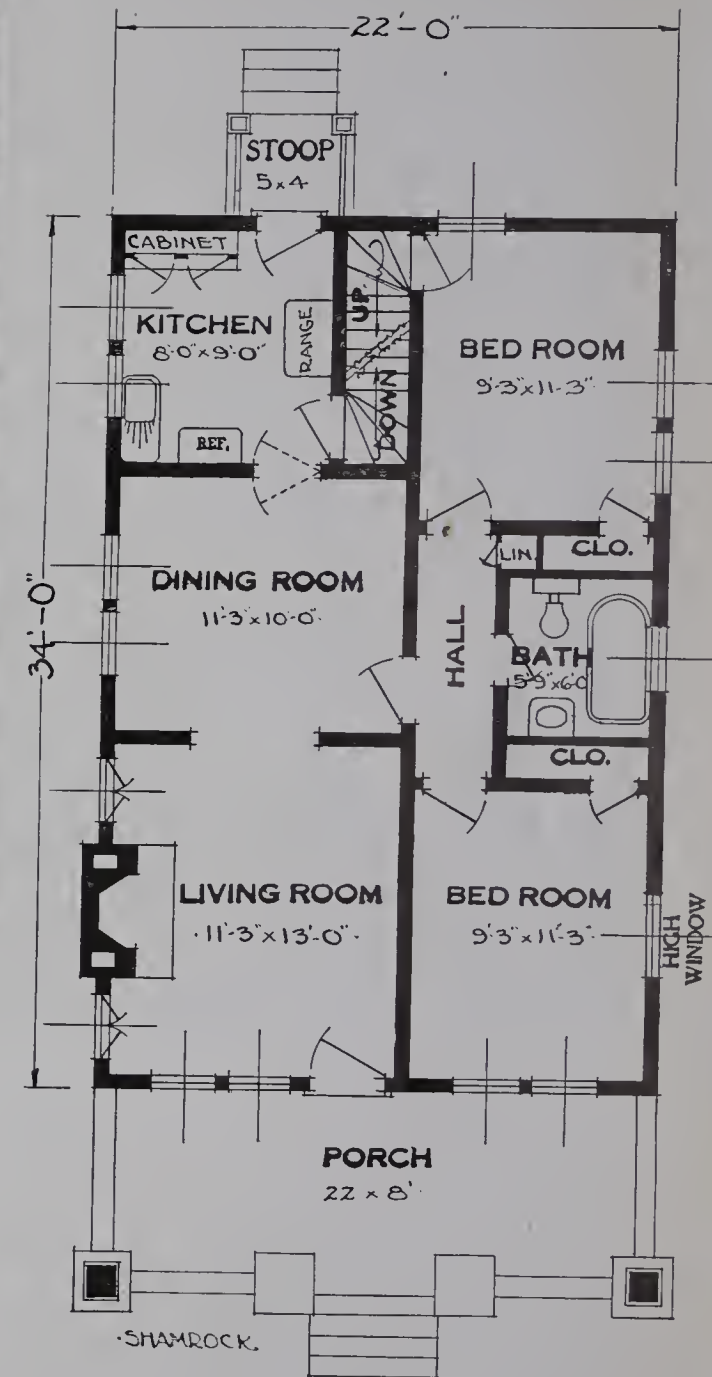 22'-0"
STOOP
5x4
CABINET
KITCHEN
8'-0"x9'-0"
RANGE
UP
DOWN
REF.
BED ROOM
9'-3"x11'-3"
LIN.
CLO.
DINING ROOM
11'-3"x10'-0"
34'-0"
HALL
BATH
5'-9"x6'-0
CLO.
LIVING ROOM
11'-3"x13'-0"
BED ROOM
9'-3"x11'-3"
HIGH
WINDOW
PORCH
22 x 8'
SHAMROCK.